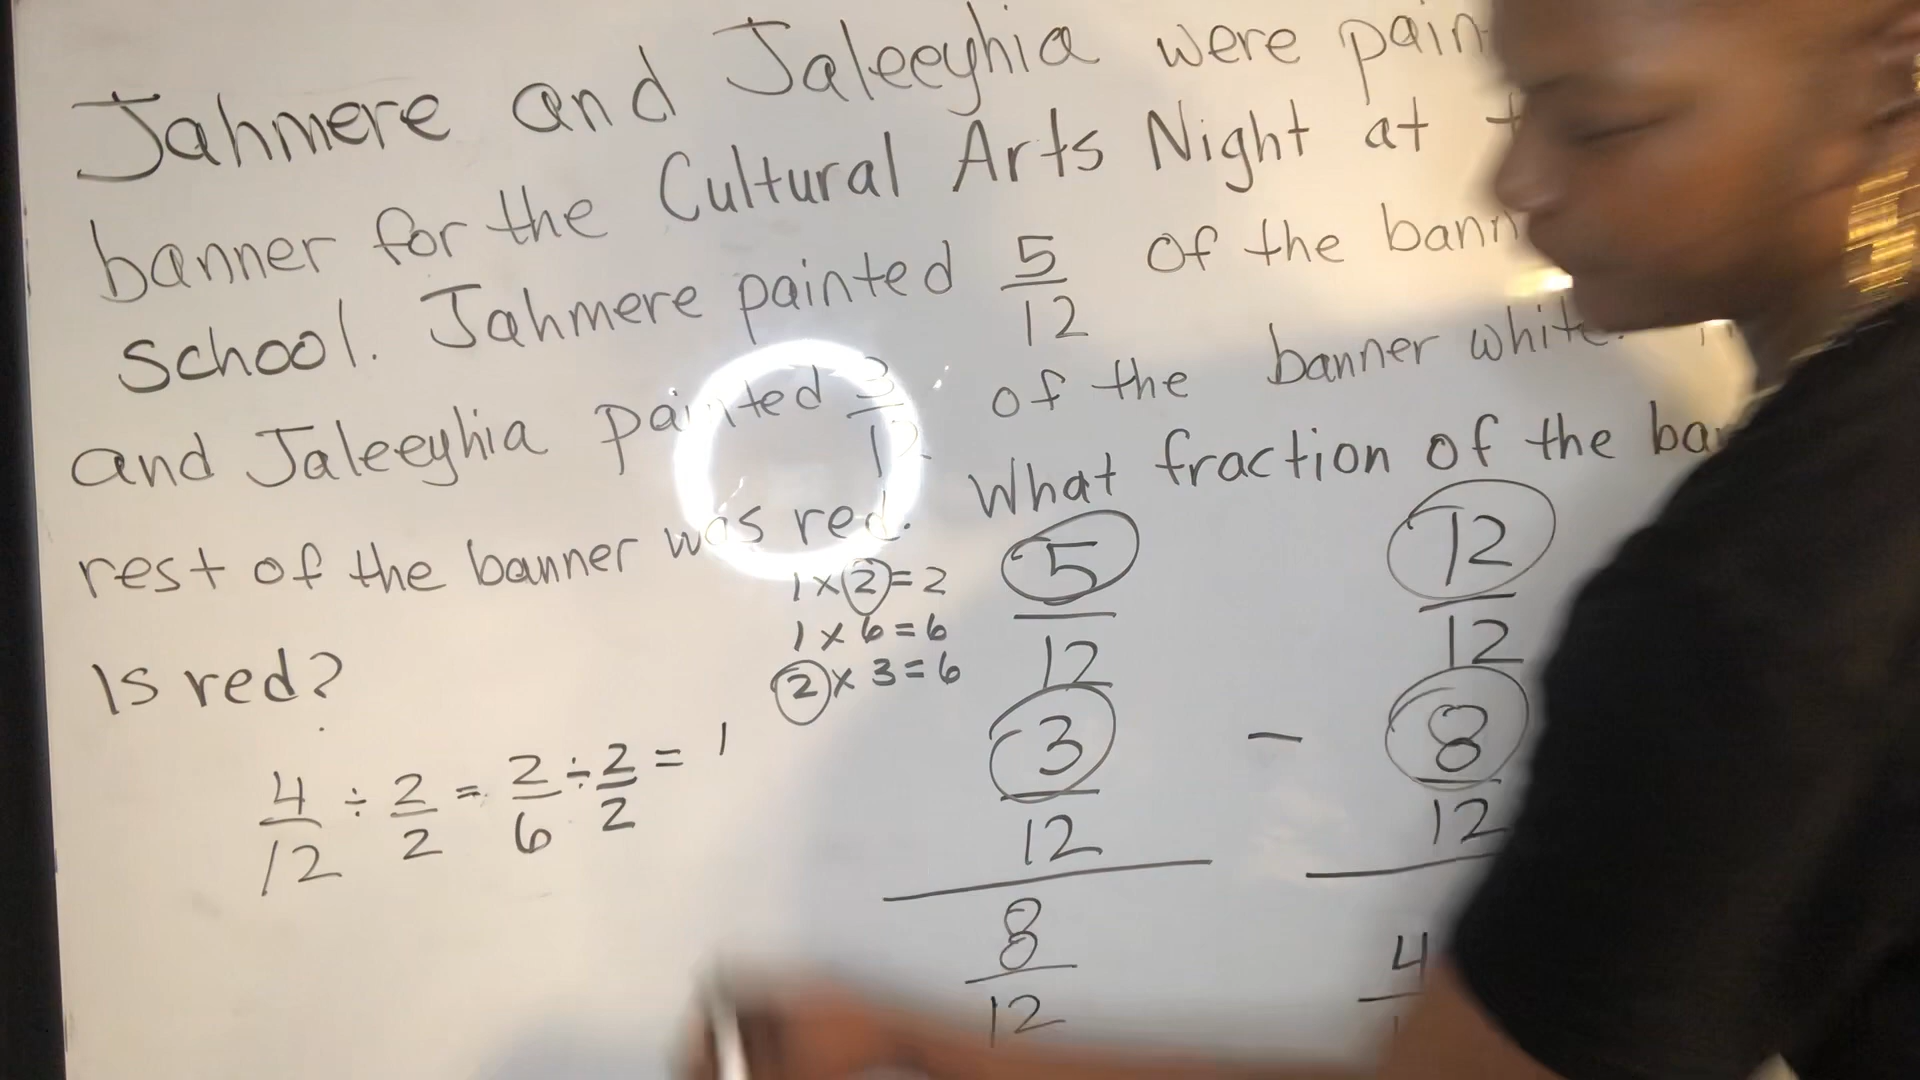 Jahmere and Jaleeyhia were pain
banner for the Cultural Arts Night at t
school. Jahmere painted 5/12 of the bann
and Jaleeyhia painted 3/12 of the banner white.
rest of the banner was red. What fraction of the ba
Is red?
1 x 2 = 2
1 x 6 = 6
2 x 3 = 6
4/12 ÷ 2/2 = 2/6 ÷ 2/2 = 1
5
12
3
12
8
12
12
12
- 8
12
4